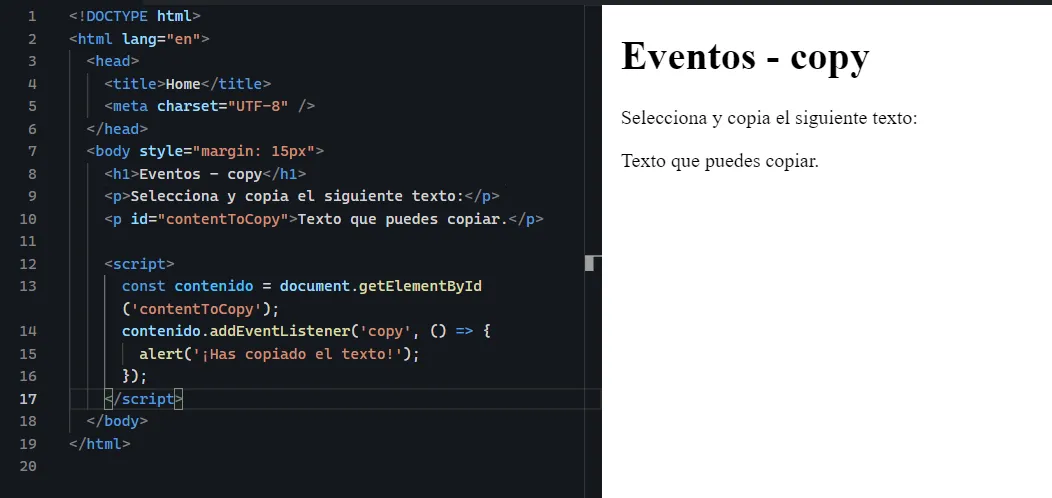 1 <!DOCTYPE html>
2 <html lang="en">
3 <head>
4 <title>Home</title>
5 <meta charset="UTF-8" />
6 </head>
7 <body style="margin: 15px">
8 <h1>Eventos - copy</h1>
9 <p>Selecciona y copia el siguiente texto:</p>
10 <p id="contentToCopy">Texto que puedes copiar.</p>
11
12 <script>
13 const contenido = document.getElementById
('contentToCopy');
14 contenido.addEventListener('copy', () => {
15 alert('¡Has copiado el texto!');
16 });
17 </script>
18 </body>
19 </html>
20
Eventos - copy
Selecciona y copia el siguiente texto:
Texto que puedes copiar.